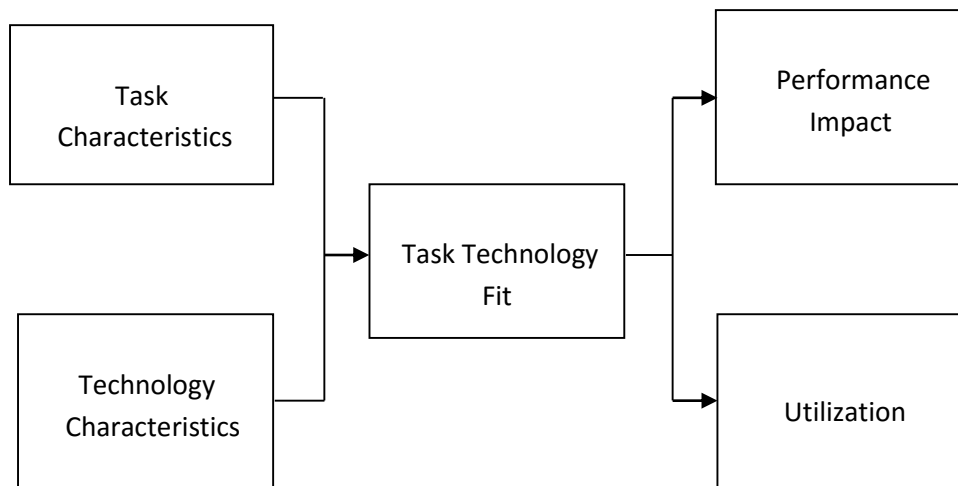 Task
Characteristics
Performance
Impact
Task Technology
Fit
Technology
Characteristics
Utilization